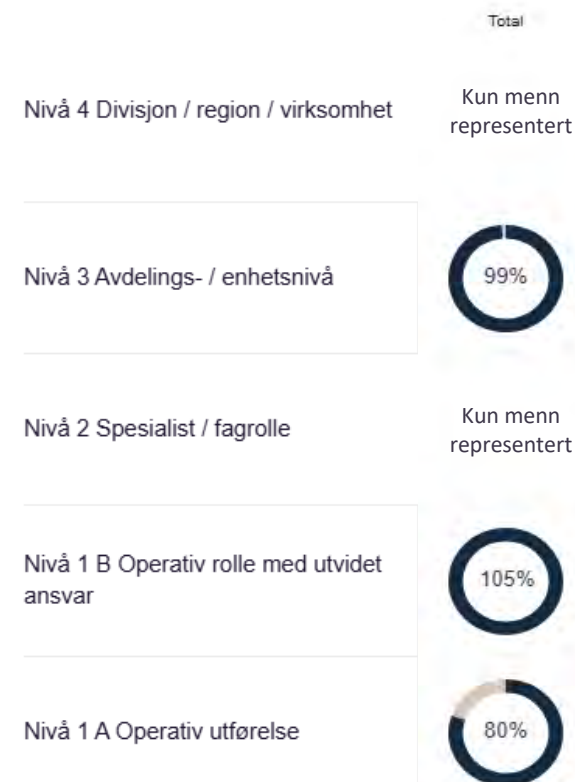 Total
Nivå 4 Divisjon / region / virksomhet
Kun menn
representert
Nivå 3 Avdelings- / enhetsnivå
99%
Nivå 2 Spesialist / fagrolle
Kun menn
representert
Nivå 1 B Operativ rolle med utvidet
ansvar
105%
Nivå 1 A Operativ utførelse
80%